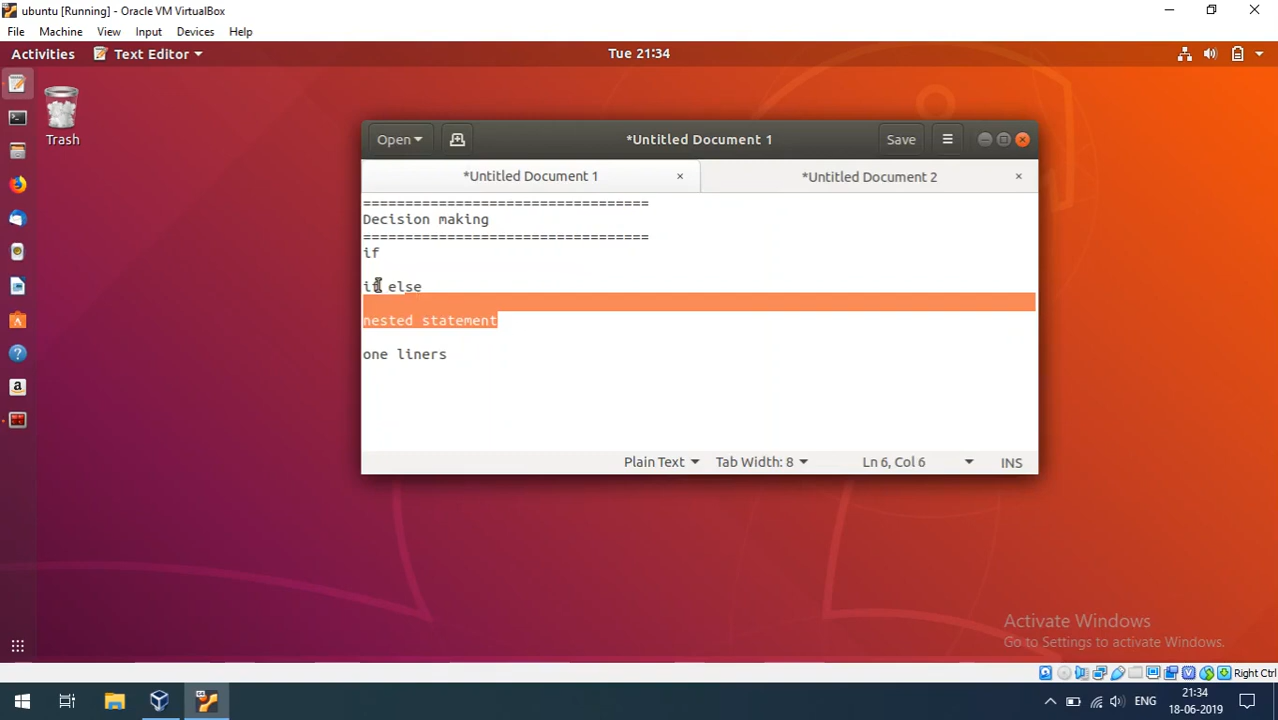 ubuntu [Running] - Oracle VM VirtualBox
File Machine View Input Devices Help
Activities Text Editor Tue 21:34
Trash
Open *Untitled Document 1 Save
*Untitled Document 1 × *Untitled Document 2 ×
==================================
Decision making
==================================
if
if else
nested statement
one liners
Plain Text Tab Width: 8 Ln 6, Col 6 INS
Activate Windows
Go to Settings to activate Windows.
Right Ctrl
ENG 21:34
18-06-2019